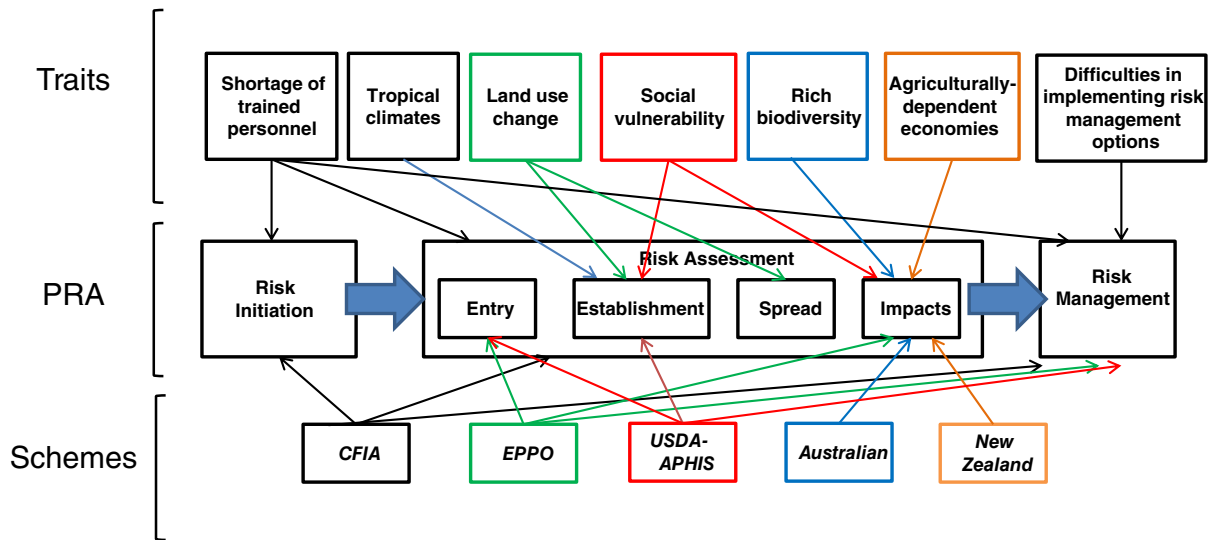 Traits
Shortage of
trained
personnel
Tropical
climates
Land use
change
Social
vulnerability
Rich
biodiversity
Agriculturally-
dependent
economies
Difficulties in
implementing risk
management
options
PRA
Risk
Initiation
Risk Assessment
Entry
Establishment
Spread
Impacts
Risk
Management
Schemes
CFIA
EPPO
USDA-
APHIS
Australian
New
Zealand